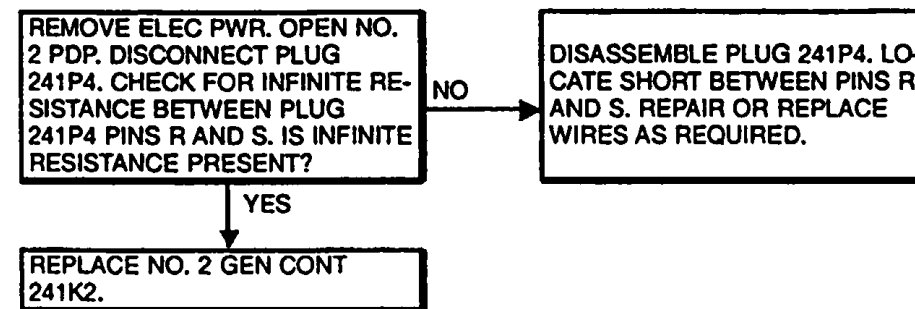 REMOVE ELEC PWR. OPEN NO.
2 PDP. DISCONNECT PLUG
241P4. CHECK FOR INFINITE RE-
SISTANCE BETWEEN PLUG
241P4 PINS R AND S. IS INFINITE
RESISTANCE PRESENT?
NO
DISASSEMBLE PLUG 241P4. LO-
CATE SHORT BETWEEN PINS R
AND S. REPAIR OR REPLACE
WIRES AS REQUIRED.
YES
REPLACE NO. 2 GEN CONT
241K2.